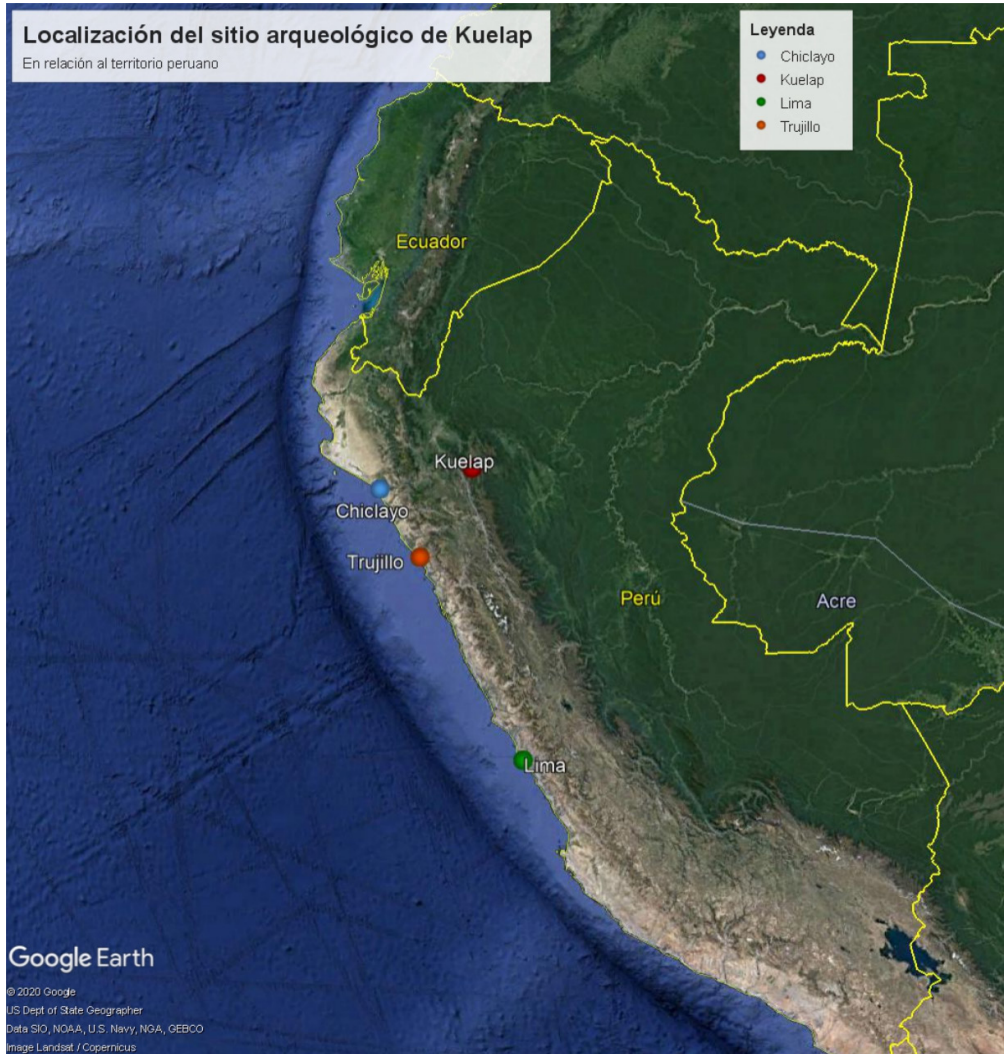 Localización del sitio arqueológico de Kuelap
En relación al territorio peruano
Leyenda
Chiclayo
Kuelap
Lima
Trujillo
Ecuador
Kuelap
Chiclayo
Trujillo
Perú
Acre
Lima
Google Earth
© 2020 Google
US Dept of State Geographer
Data SIO, NOAA, U.S. Navy, NGA, GEBCO
Image Landsat / Copernicus